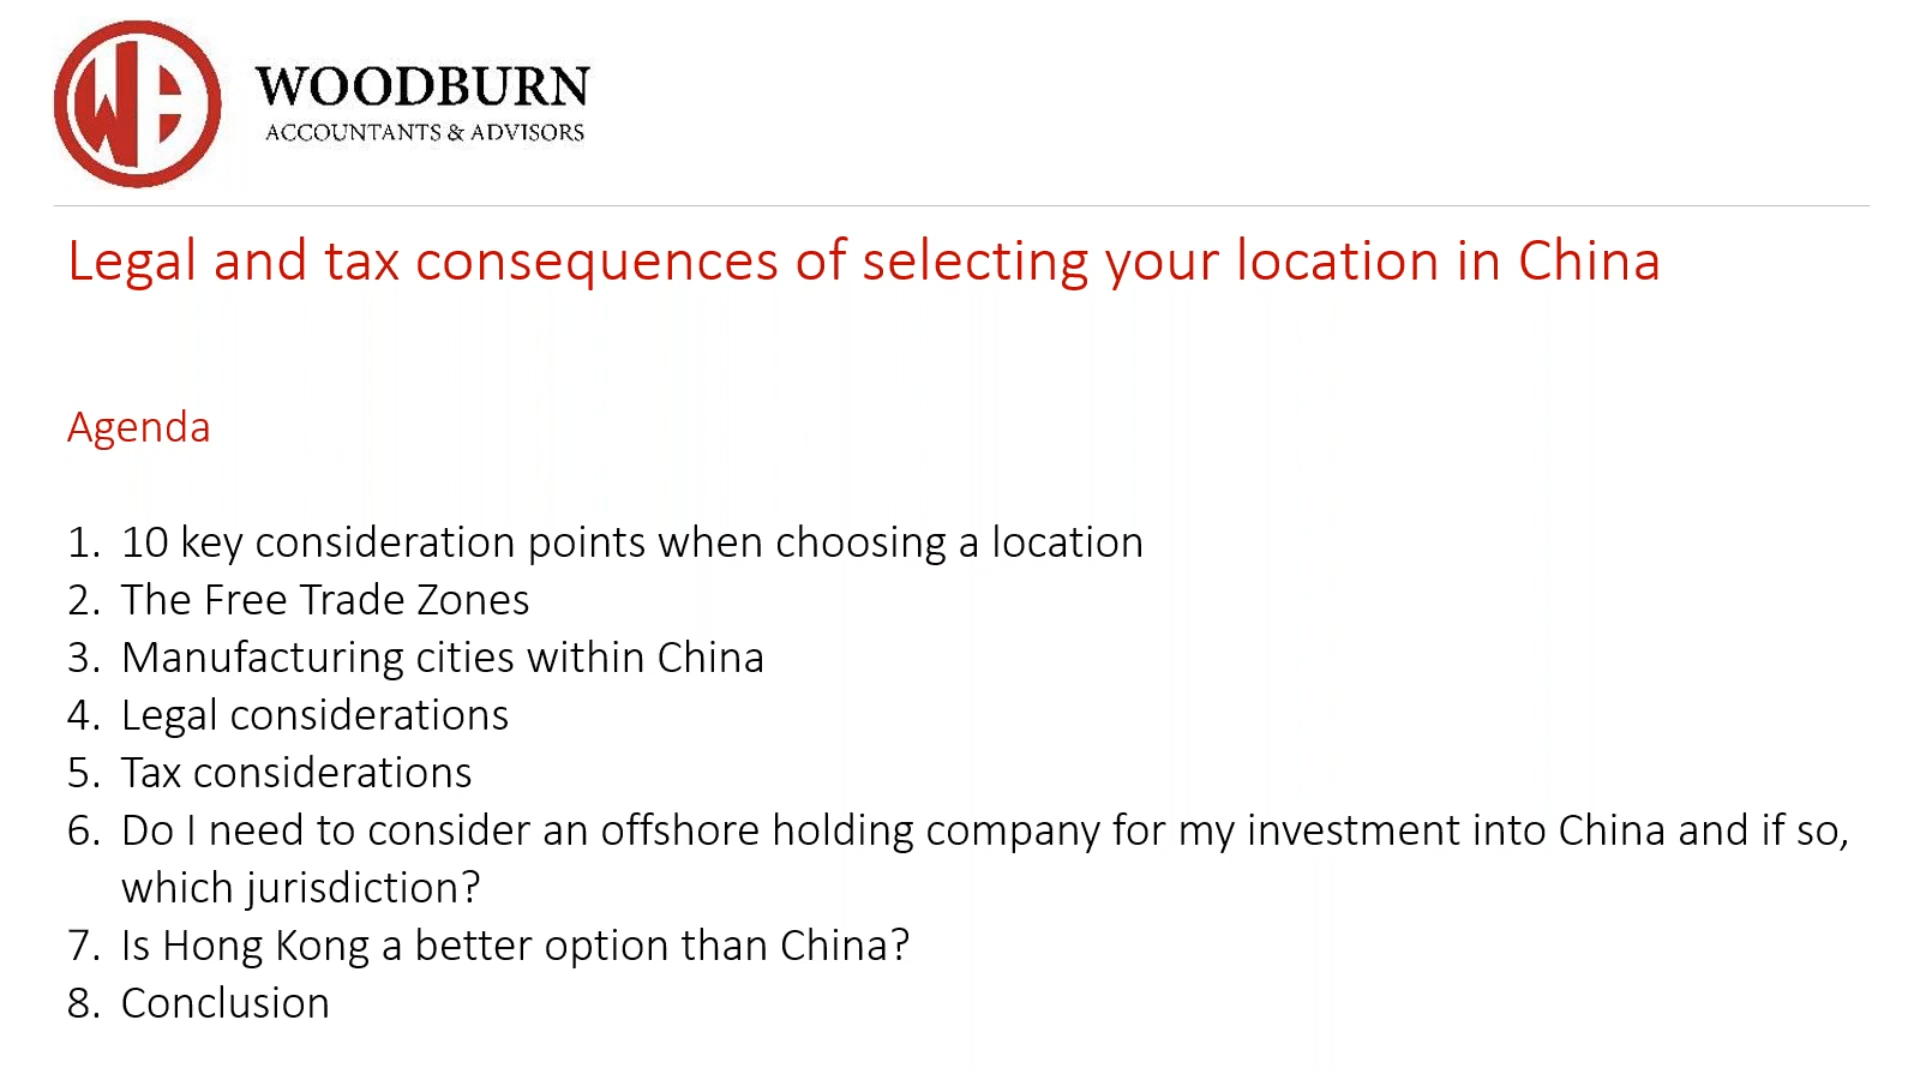 WB
WOODBURN
ACCOUNTANTS & ADVISORS
Legal and tax consequences of selecting your location in China
Agenda
1. 10 key consideration points when choosing a location
2. The Free Trade Zones
3. Manufacturing cities within China
4. Legal considerations
5. Tax considerations
6. Do I need to consider an offshore holding company for my investment into China and if so,
which jurisdiction?
7. Is Hong Kong a better option than China?
8. Conclusion